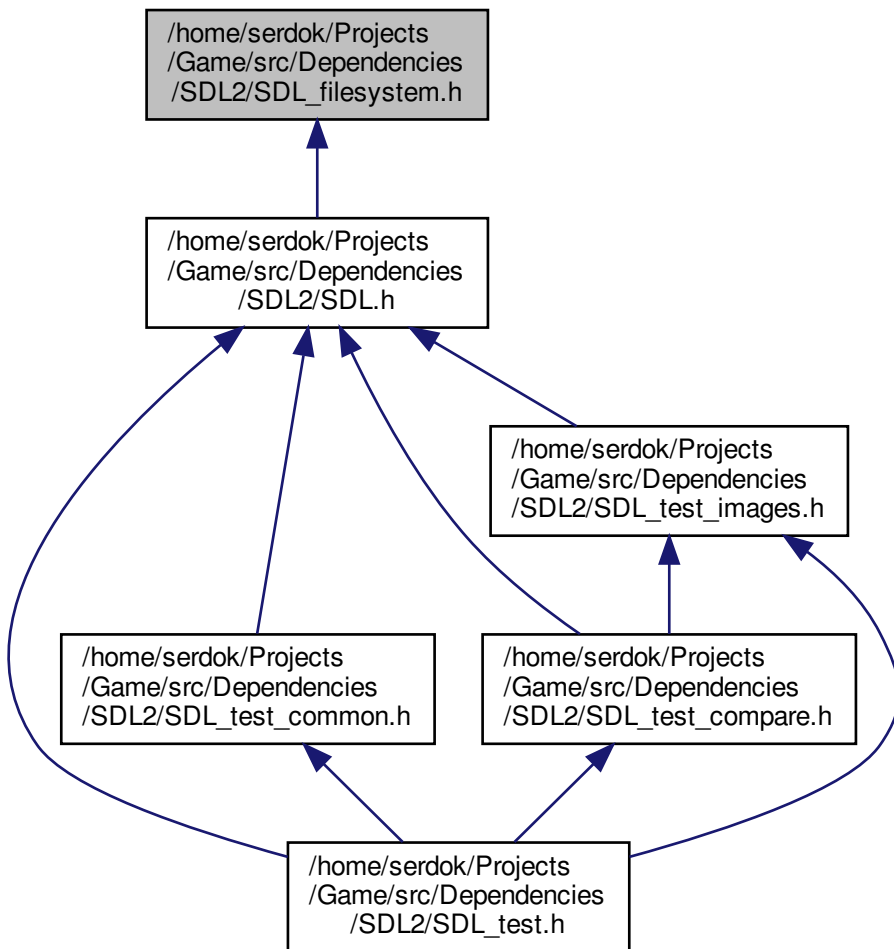 /home/serdok/Projects
/Game/src/Dependencies
/SDL2/SDL_filesystem.h
/home/serdok/Projects
/Game/src/Dependencies
/SDL2/SDL.h
/home/serdok/Projects
/Game/src/Dependencies
/SDL2/SDL_test_images.h
/home/serdok/Projects
/Game/src/Dependencies
/SDL2/SDL_test_common.h
/home/serdok/Projects
/Game/src/Dependencies
/SDL2/SDL_test_compare.h
/home/serdok/Projects
/Game/src/Dependencies
/SDL2/SDL_test.h